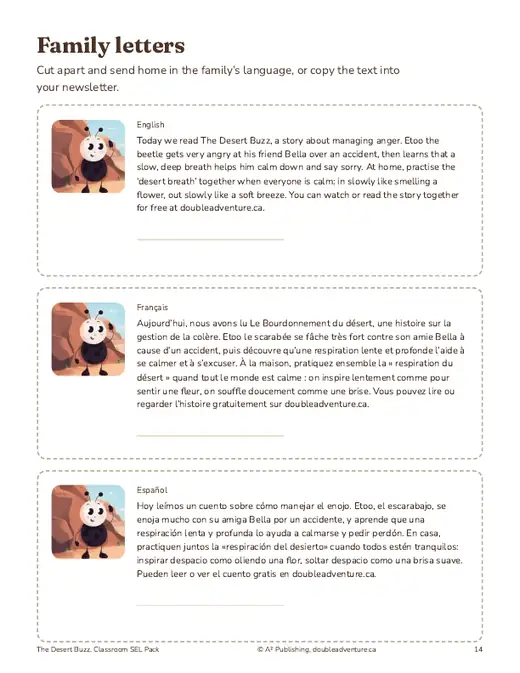 Family letters
Cut apart and send home in the family's language, or copy the text into
your newsletter.
English
Today we read The Desert Buzz, a story about managing anger. Etoo the
beetle gets very angry at his friend Bella over an accident, then learns that a
slow, deep breath helps him calm down and say sorry. At home, practise the
'desert breath' together when everyone is calm: in slowly like smelling a
flower, out slowly like a soft breeze. You can watch or read the story together
for free at doubleadventure.ca.
Français
Aujourd'hui, nous avons lu Le Bourdonnement du désert, une histoire sur la
gestion de la colère. Etoo le scarabée se fâche très fort contre son amie Bella à
cause d'un accident, puis découvre qu'une respiration lente et profonde l'aide à
se calmer et à s'excuser. À la maison, pratiquez ensemble la « respiration du
désert » quand tout le monde est calme : on inspire lentement comme pour
sentir une fleur, on souffle doucement comme une brise. Vous pouvez lire ou
regarder l'histoire gratuitement sur doubleadventure.ca.
Español
Hoy leímos un cuento sobre cómo manejar el enojo. Etoo, el escarabajo, se
enoja mucho con su amiga Bella por un accidente, y aprende que una
respiración lenta y profunda lo ayuda a calmarse y pedir perdón. En casa,
practiquen juntos la «respiración del desierto» cuando todos estén tranquilos:
inspirar despacio como oliendo una flor, soltar despacio como una brisa suave.
Pueden leer o ver el cuento gratis en doubleadventure.ca.
The Desert Buzz, Classroom SEL Pack
© A² Publishing, doubleadventure.ca
14